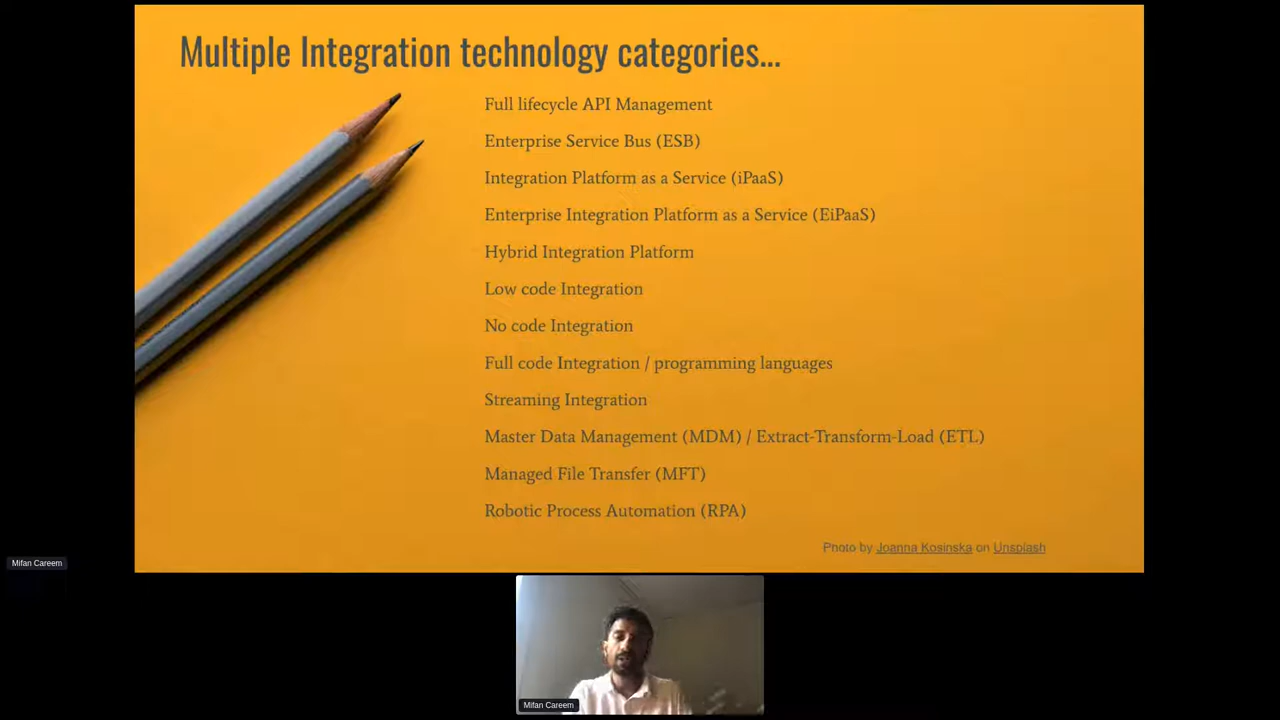 Multiple Integration technology categories...
Full lifecycle API Management
Enterprise Service Bus (ESB)
Integration Platform as a Service (iPaaS)
Enterprise Integration Platform as a Service (EiPaaS)
Hybrid Integration Platform
Low code Integration
No code Integration
Full code Integration / programming languages
Streaming Integration
Master Data Management (MDM) / Extract-Transform-Load (ETL)
Managed File Transfer (MFT)
Robotic Process Automation (RPA)
Photo by Joanna Kosinska on Unsplash
Mifan Careem
Mifan Careem